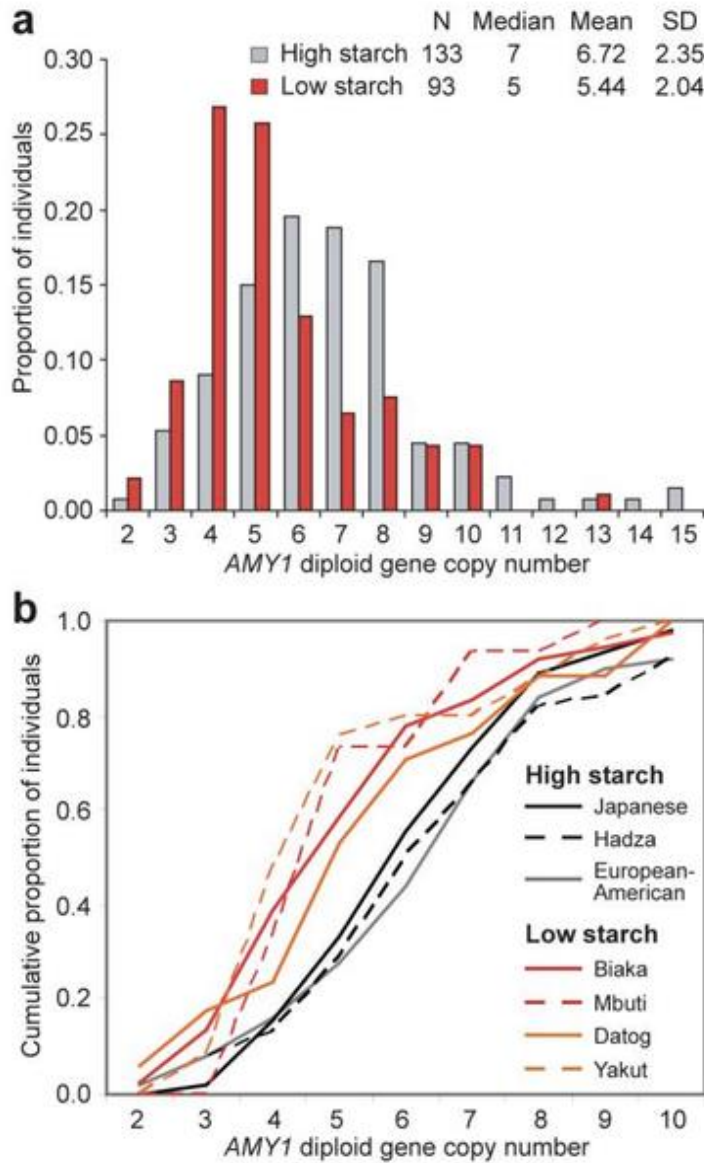 a
N Median Mean SD
High starch 133 7 6.72 2.35
Low starch 93 5 5.44 2.04
0.30
0.25
0.20
0.15
0.10
0.05
0.00
Proportion of individuals
2 3 4 5 6 7 8 9 10 11 12 13 14 15
AMY1 diploid gene copy number
b
1.0
0.8
0.6
0.4
0.2
0.0
Cumulative proportion of individuals
High starch
Japanese
Hadza
European-
American
Low starch
Biaka
Mbuti
Datog
Yakut
2 3 4 5 6 7 8 9 10
AMY1 diploid gene copy number